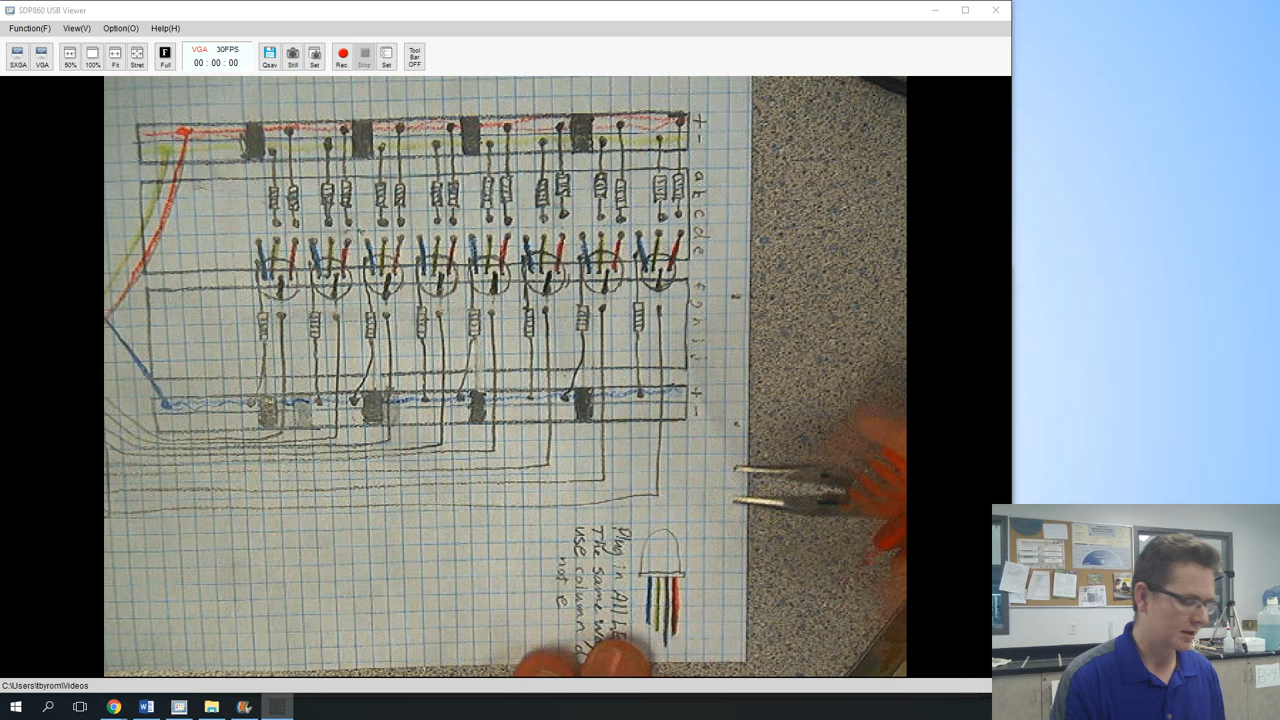 SDP860 USB Viewer
Function(F) View(V) Option(O) Help(H)
VGA 30FPS
00 : 00 : 00
SXGA VGA 50% 100% Fit Stret Full Qsav Still Set Rec. Stop Set
Tool
Bar
OFF
F
+
-
a
b
c
d
e
f
g
h
i
j
+
-
Plug in All LE
The same wa
use column d
not e
C:\Users\tbyrom\Videos